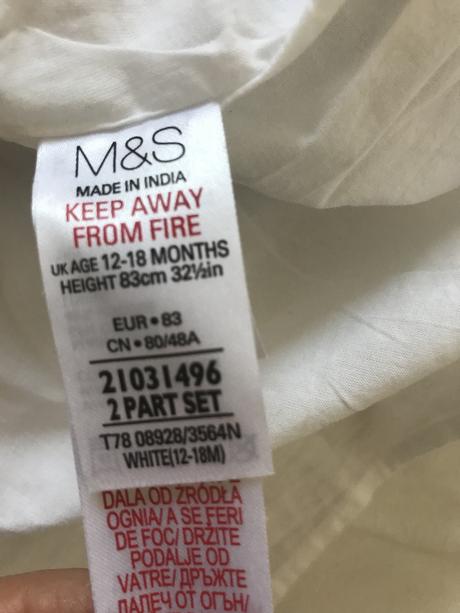 M&S
MADE IN INDIA
KEEP AWAY
FROM FIRE
UK AGE 12-18 MONTHS
HEIGHT 83cm 32½in
EUR • 83
CN • 80/48A
21031496
2 PART SET
T78 08928/3564N
WHITE(12-18M)
DALA OD ŹRÓDŁA
OGNIA/ A SE FERI
DE FOC/ DRŽITE
PODALJE OD
VATRE/ ДРЪЖТЕ
ДАЛЕЧ ОТ ОГЪН/